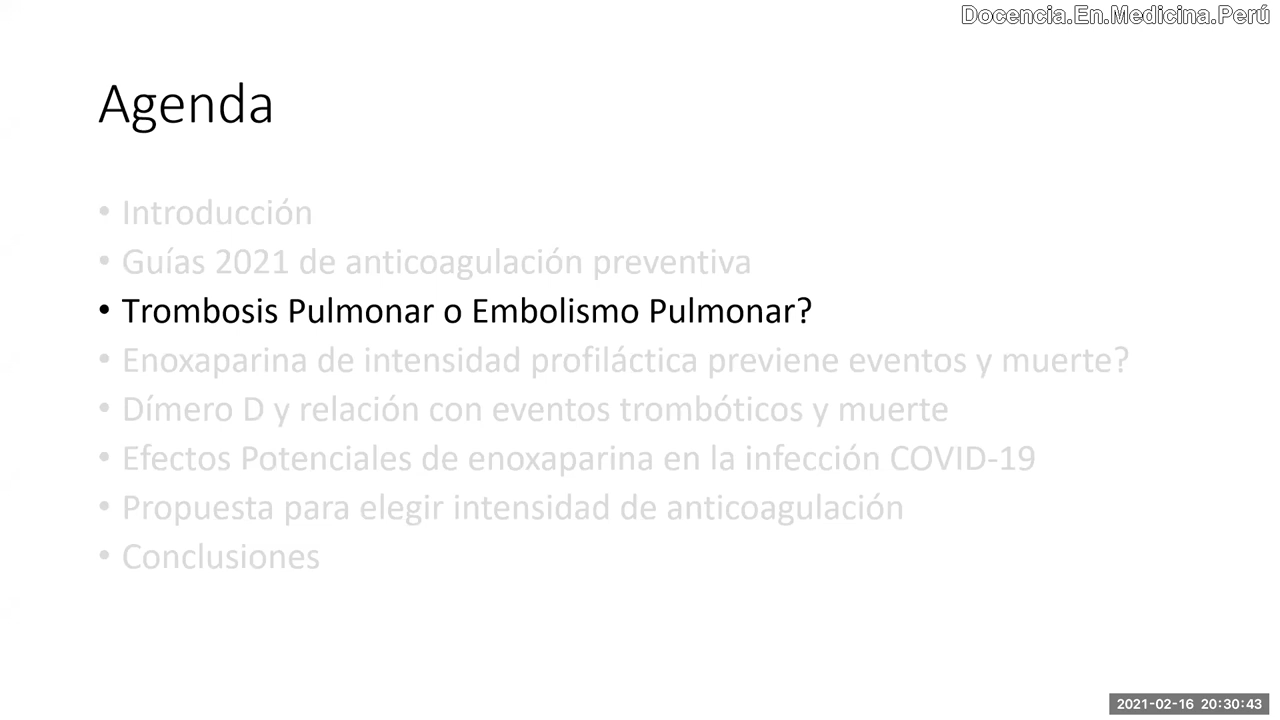 Docencia.En.Medicina.Perú
Agenda
• Introducción
• Guías 2021 de anticoagulación preventiva
• Trombosis Pulmonar o Embolismo Pulmonar?
• Enoxaparina de intensidad profiláctica previene eventos y muerte?
• Dímero D y relación con eventos trombóticos y muerte
• Efectos Potenciales de enoxaparina en la infección COVID-19
• Propuesta para elegir intensidad de anticoagulación
• Conclusiones
2021-02-16 20:30:43